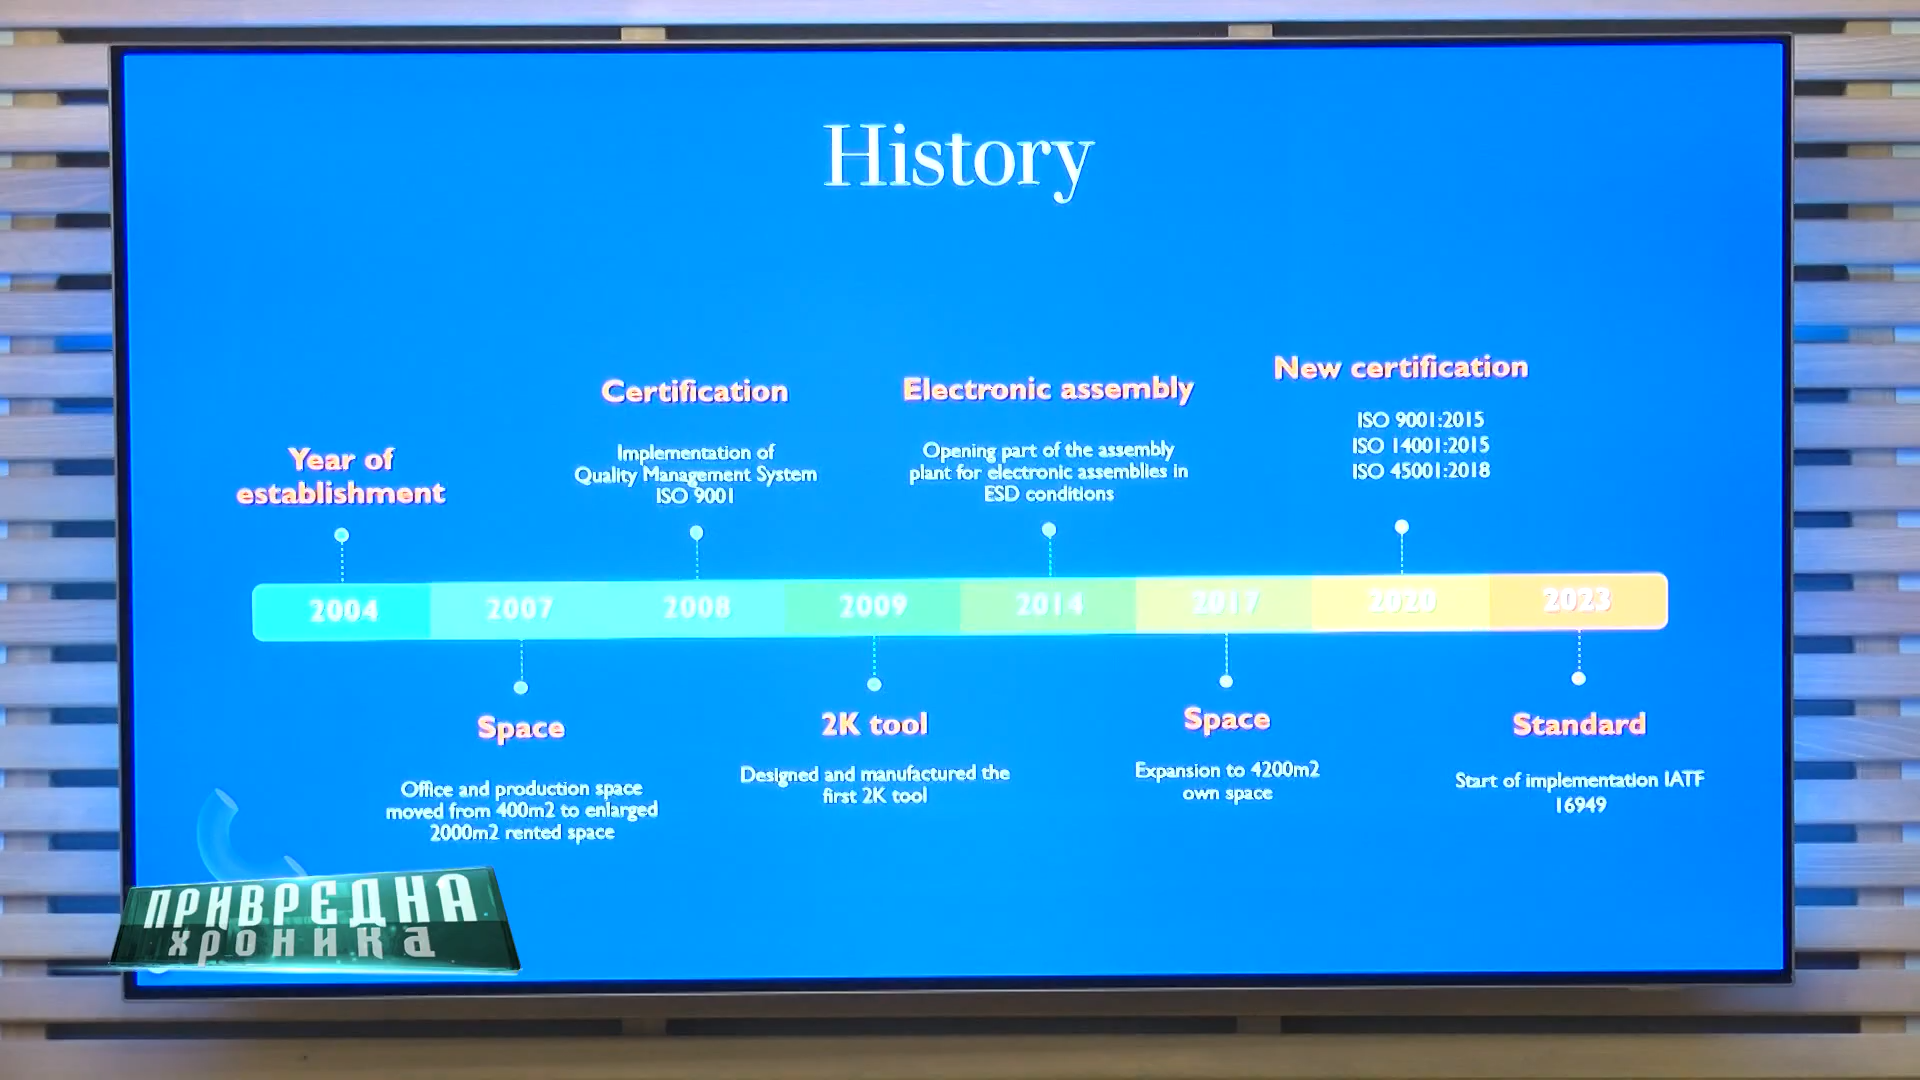 History
Year of
establishment
Certification
Implementation of
Quality Management System
ISO 9001
Electronic assembly
Opening part of the assembly
plant for electronic assemblies in
ESD conditions
New certification
ISO 9001:2015
ISO 14001:2015
ISO 45001:2018
2004 2007 2008 2009 2014 2017 2020 2023
Space
Office and production space
moved from 400m2 to enlarged
2000m2 rented space
2K tool
Designed and manufactured the
first 2K tool
Space
Expansion to 4200m2
own space
Standard
Start of implementation IATF
16949
ПРИВРЕДНА
хроника